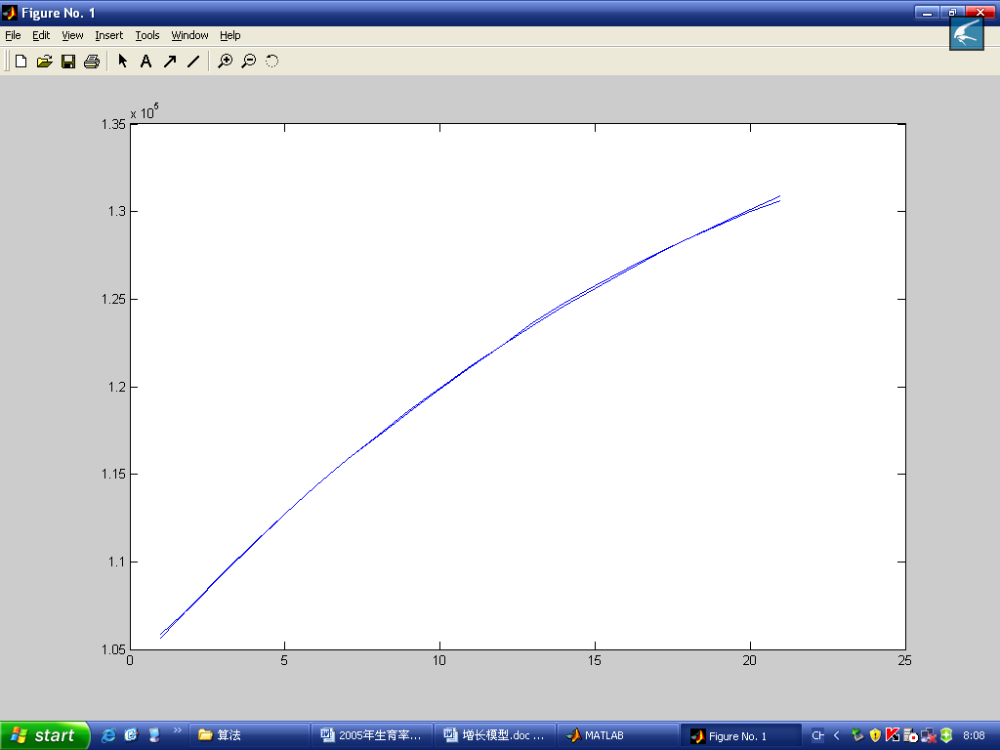 Figure No. 1
File Edit View Insert Tools Window Help
x 10⁵
1.35
1.3
1.25
1.2
1.15
1.1
1.05
0 5 10 15 20 25
start 算法 2005年生育率... 增长模型.doc ... MATLAB Figure No. 1 CH 8:08